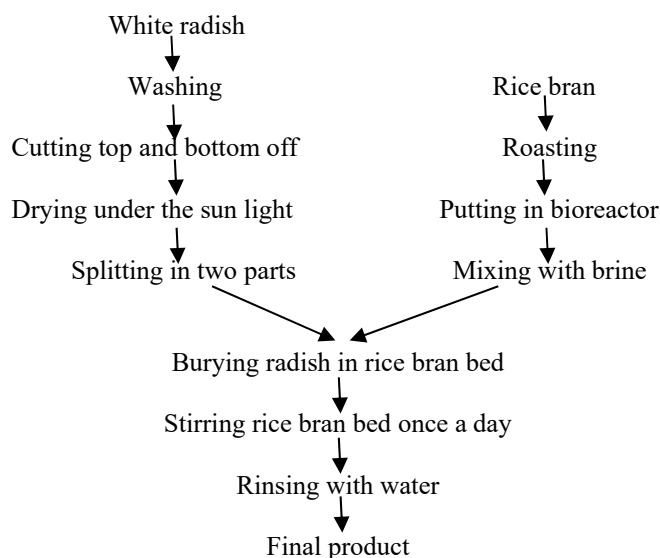 White radish
Washing
Cutting top and bottom off
Drying under the sun light
Splitting in two parts
Rice bran
Roasting
Putting in bioreactor
Mixing with brine
Burying radish in rice bran bed
Stirring rice bran bed once a day
Rinsing with water
Final product